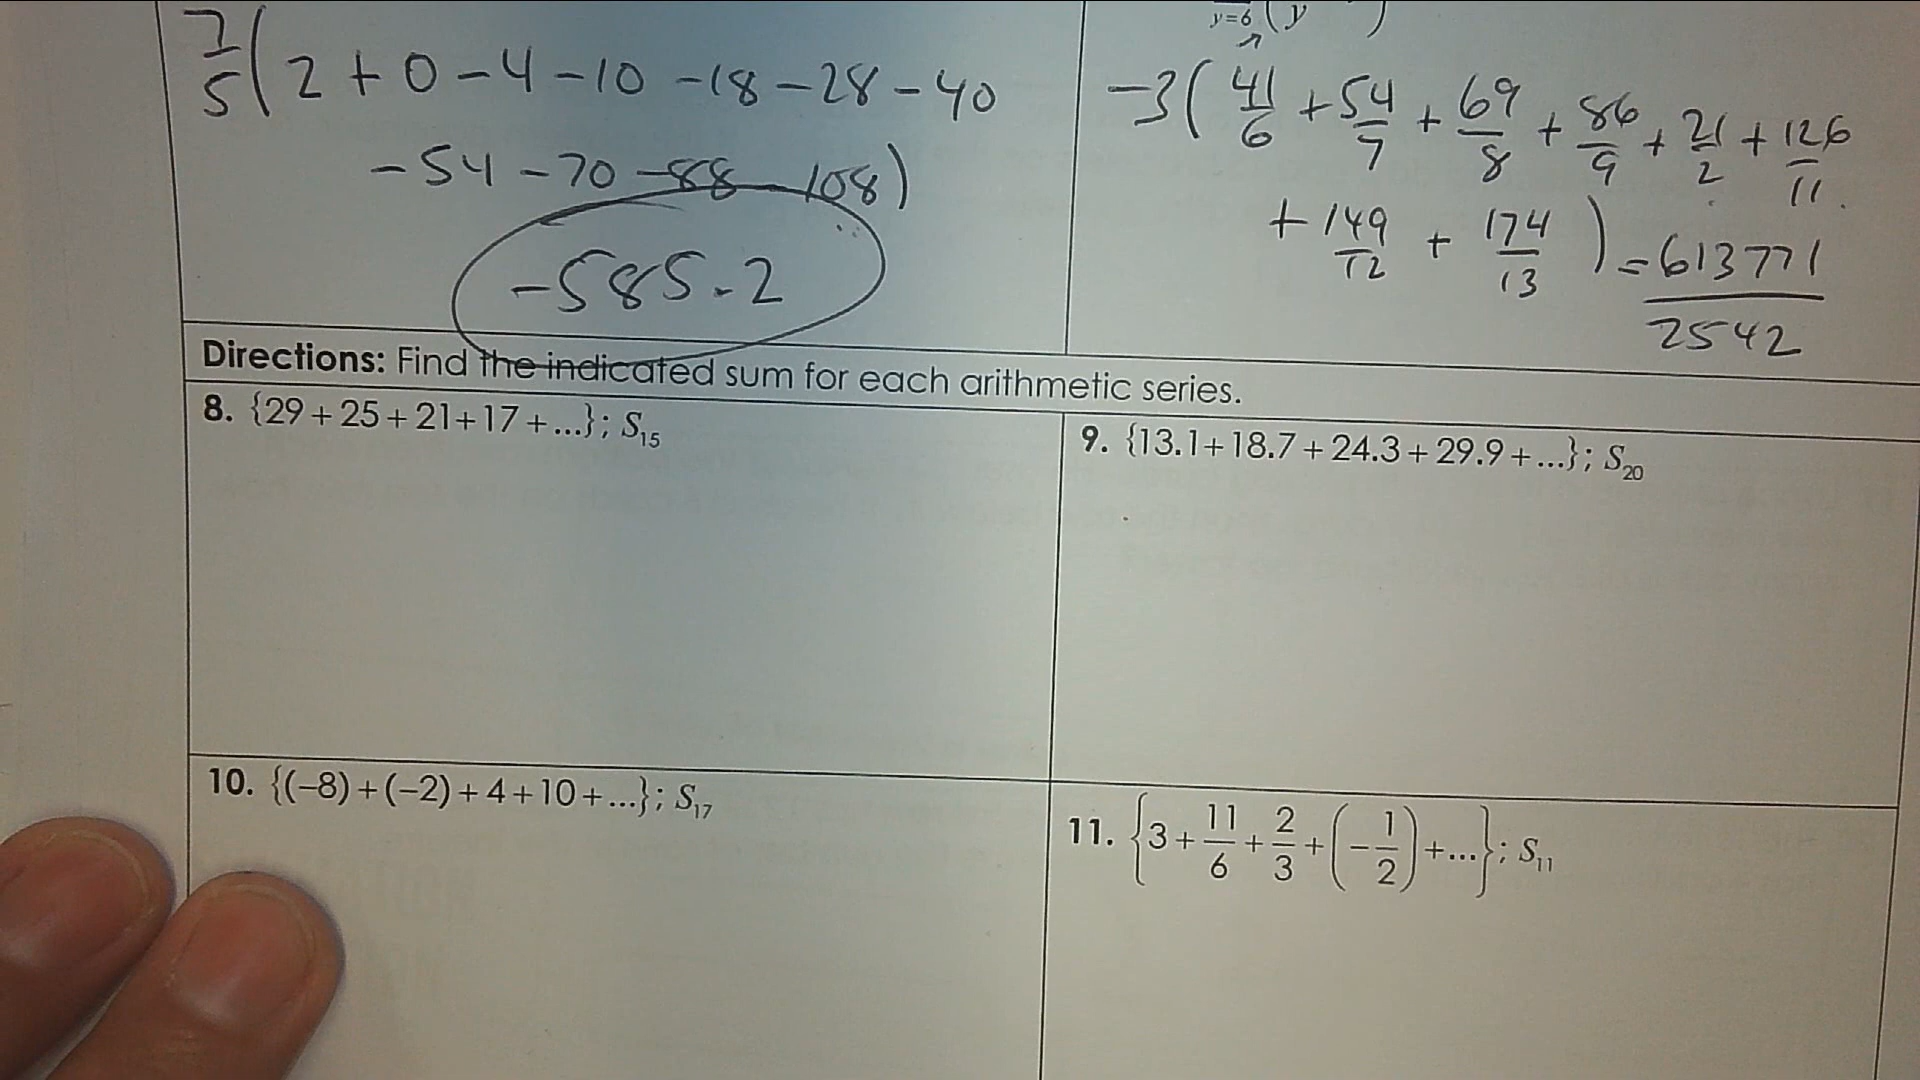 7/5 ( 2 + 0 - 4 - 10 - 18 - 28 - 40
- 54 - 70 - 88 - 108 )
-585.2
y=6 ( y )
-3 ( 41/6 + 54/7 + 69/8 + 86/9 + 21/2 + 126/11
+ 149/12 + 174/13 ) = 613771/2542
Directions: Find the indicated sum for each arithmetic series.
8. {29 + 25 + 21 + 17 + ...}; S₁₅
9. {13.1 + 18.7 + 24.3 + 29.9 + ...}; S₂₀
10. {(−8) + (−2) + 4 + 10 + ...}; S₁₇
11. {3 + 11/6 + 2/3 + (−1/2) + ...}; S₁₁